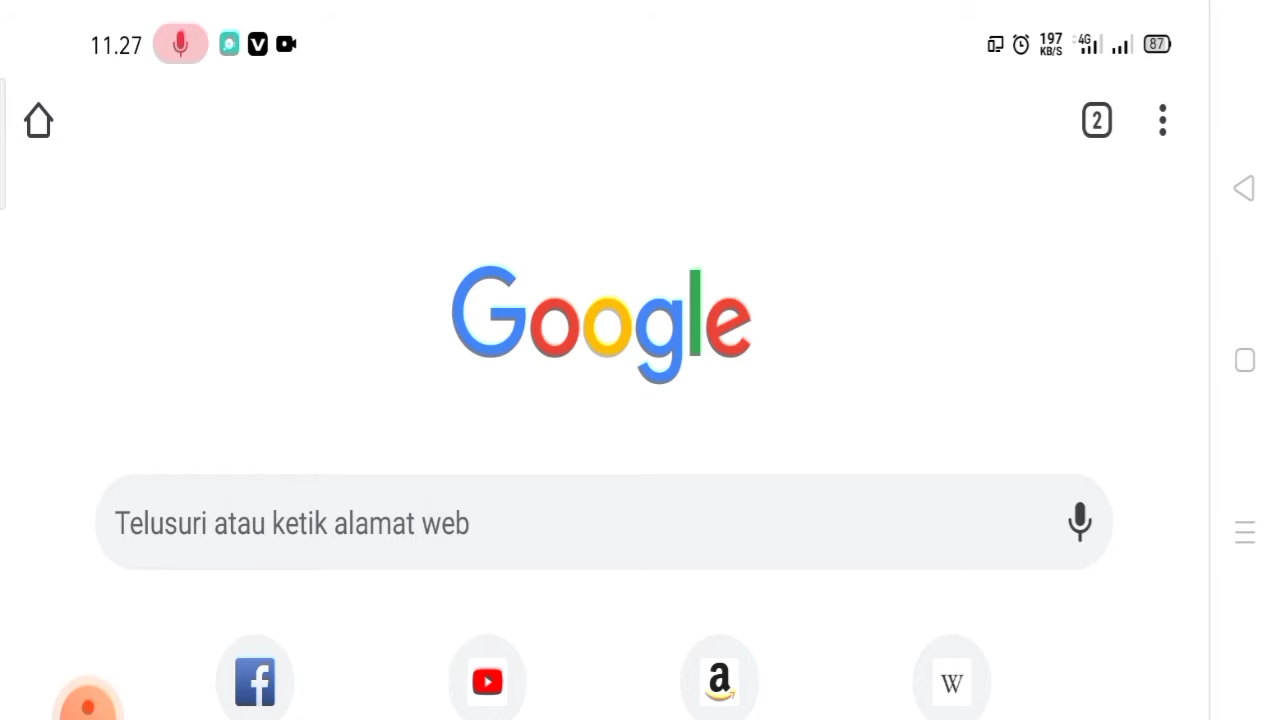 11.27
V
197
KB/S
4G
87
2
Google
Telusuri atau ketik alamat web
f
a
W